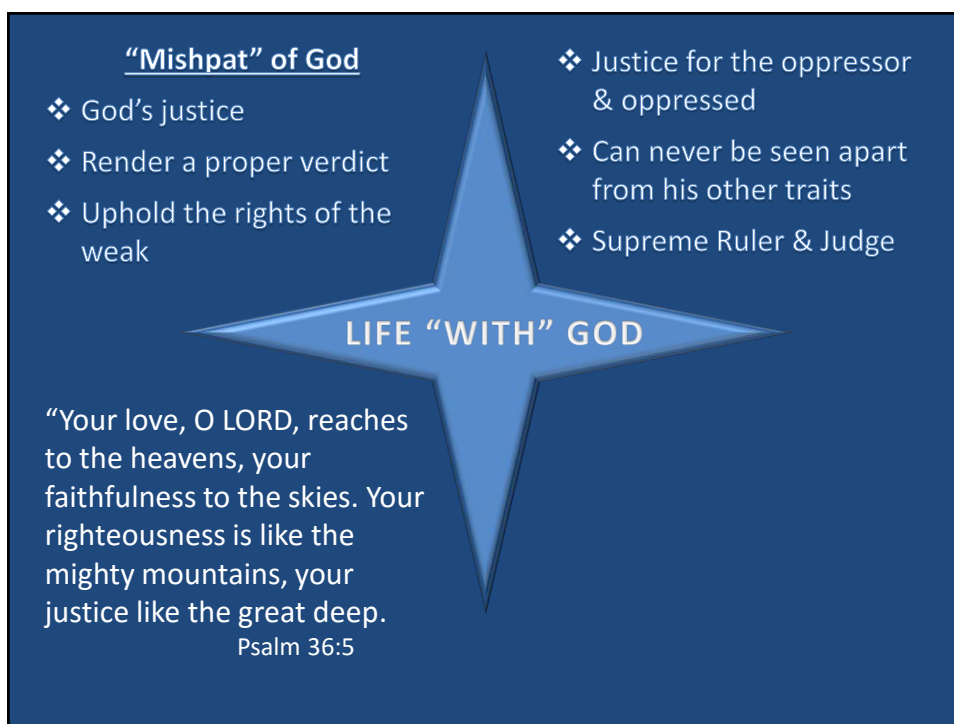 “Mishpat” of God
❖ God’s justice
❖ Render a proper verdict
❖ Uphold the rights of the
weak
❖ Justice for the oppressor
& oppressed
❖ Can never be seen apart
from his other traits
❖ Supreme Ruler & Judge
LIFE “WITH” GOD
“Your love, O LORD, reaches
to the heavens, your
faithfulness to the skies. Your
righteousness is like the
mighty mountains, your
justice like the great deep.
Psalm 36:5